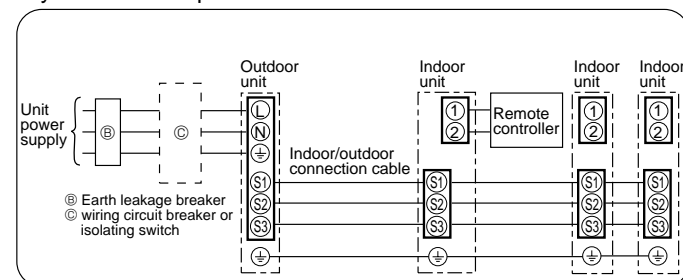 Outdoor
unit
Indoor
unit
Indoor
unit
Indoor
unit
Unit
power
supply
Ⓑ
Ⓒ
L
N
S1
S2
S3
1
2
Remote
controller
1
2
1
2
Indoor/outdoor
connection cable
S1
S2
S3
S1
S2
S3
S1
S2
S3
Ⓑ Earth leakage breaker
Ⓒ wiring circuit breaker or
isolating switch